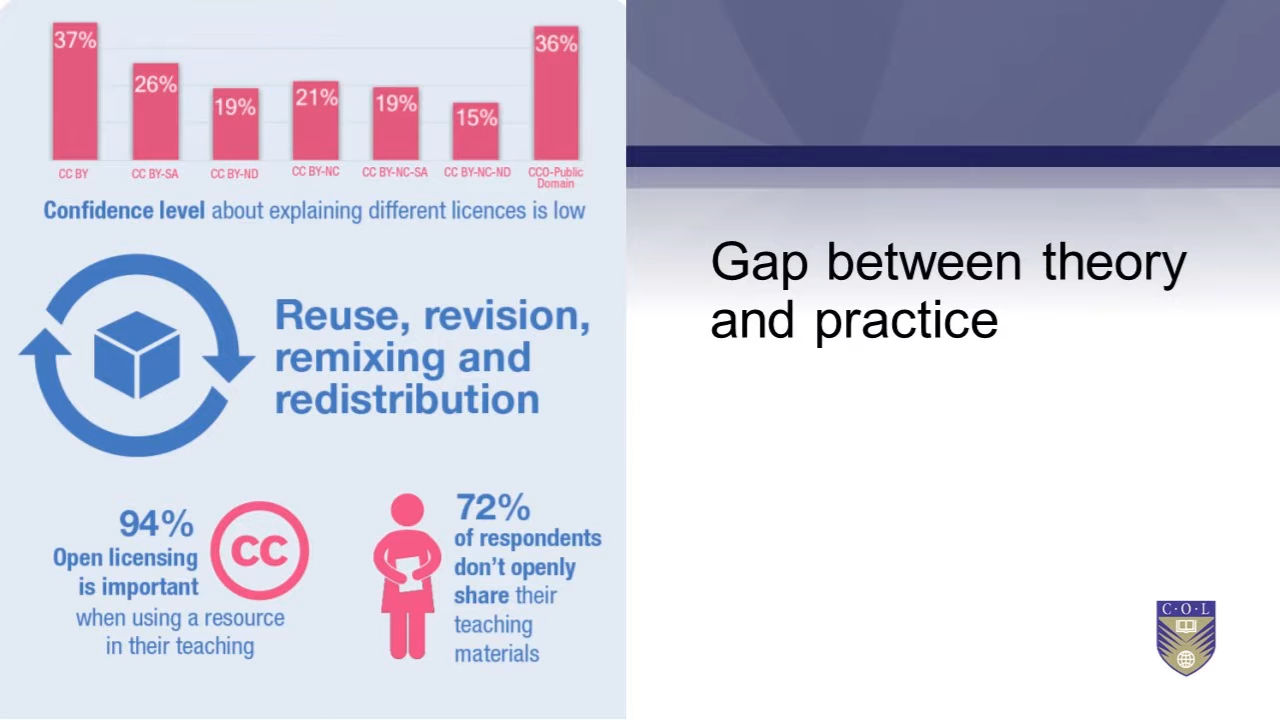 37%
26%
19%
21%
19%
15%
36%
CC BY
CC BY-SA
CC BY-ND
CC BY-NC
CC BY-NC-SA
CC BY-NC-ND
CCO-Public
Domain
Confidence level about explaining different licences is low
Reuse, revision,
remixing and
redistribution
94%
Open licensing
is important
when using a resource
in their teaching
CC
72%
of respondents
don't openly
share their
teaching
materials
Gap between theory
and practice
C·O·L